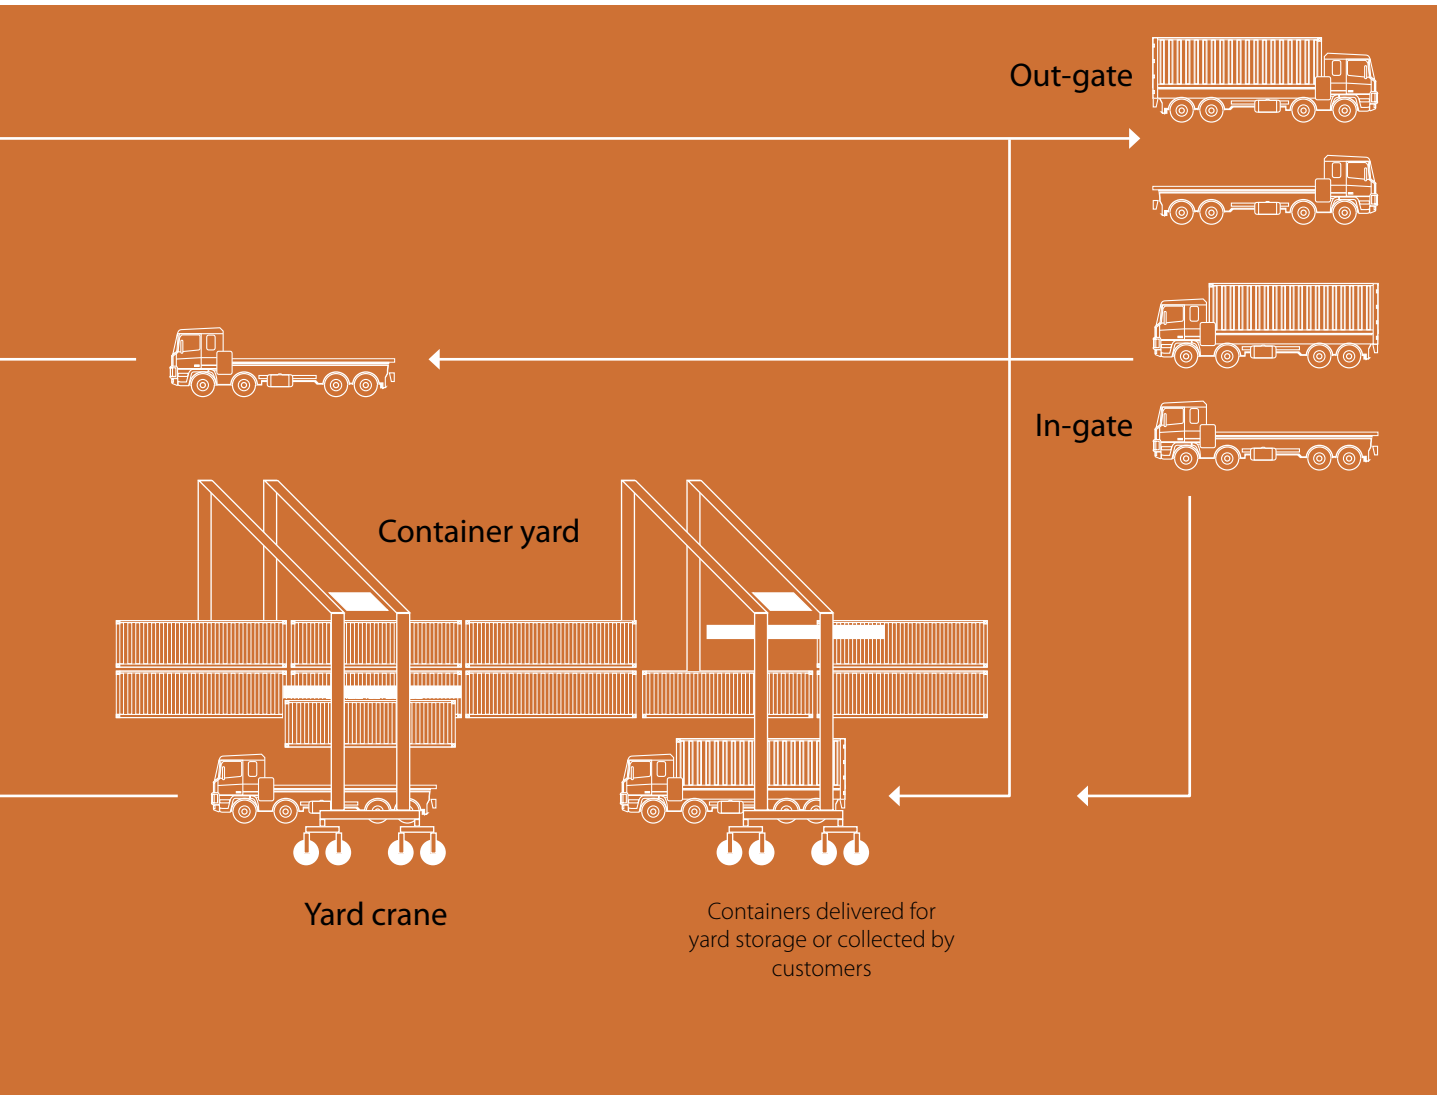 Out-gate
In-gate
Container yard
Yard crane
Containers delivered for
yard storage or collected by
customers